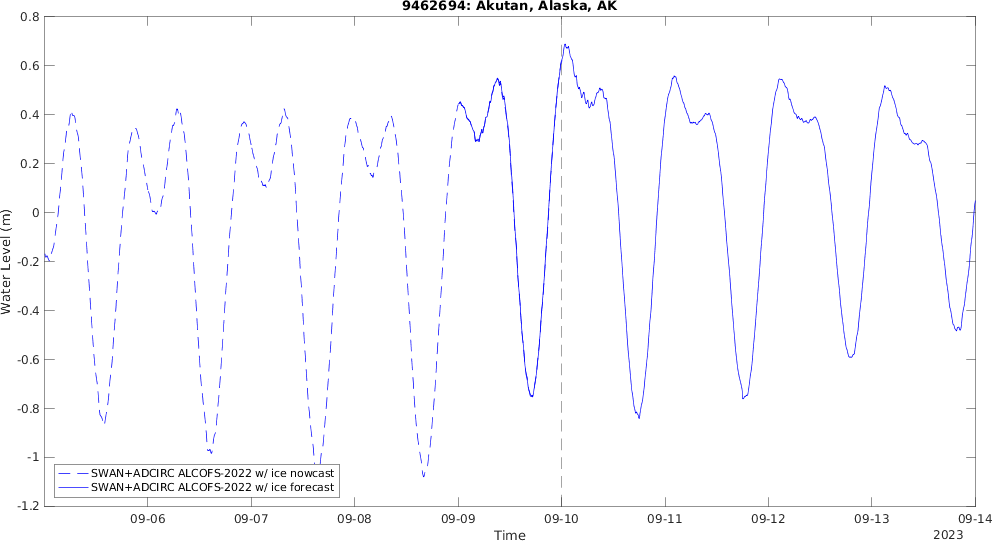 9462694: Akutan, Alaska, AK
0.8
0.6
0.4
0.2
0
-0.2
-0.4
-0.6
-0.8
-1
-1.2
Water Level (m)
SWAN+ADCIRC ALCOFS-2022 w/ ice nowcast
SWAN+ADCIRC ALCOFS-2022 w/ ice forecast
09-06 09-07 09-08 09-09 09-10 09-11 09-12 09-13 09-14
Time
2023